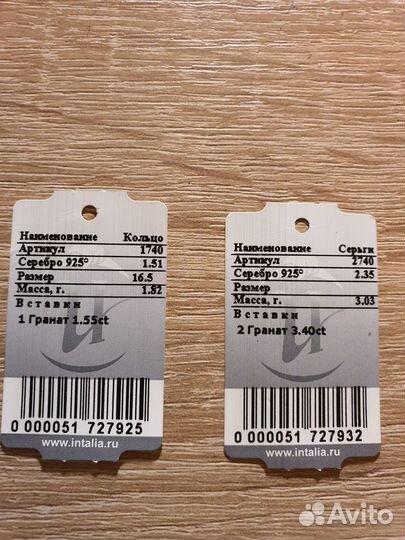 Наименование Кольцо
Артикул 1740
Серебро 925° 1.51
Размер 16.5
Масса, г. 1.82
Вставки
1 Гранат 1.55ct
0 000051 727925
www.intalia.ru
Наименование Серьги
Артикул 2740
Серебро 925° 2.35
Размер
Масса, г. 3.03
Вставки
2 Гранат 3.40ct
0 000051 727932
www.intalia.ru
Avito